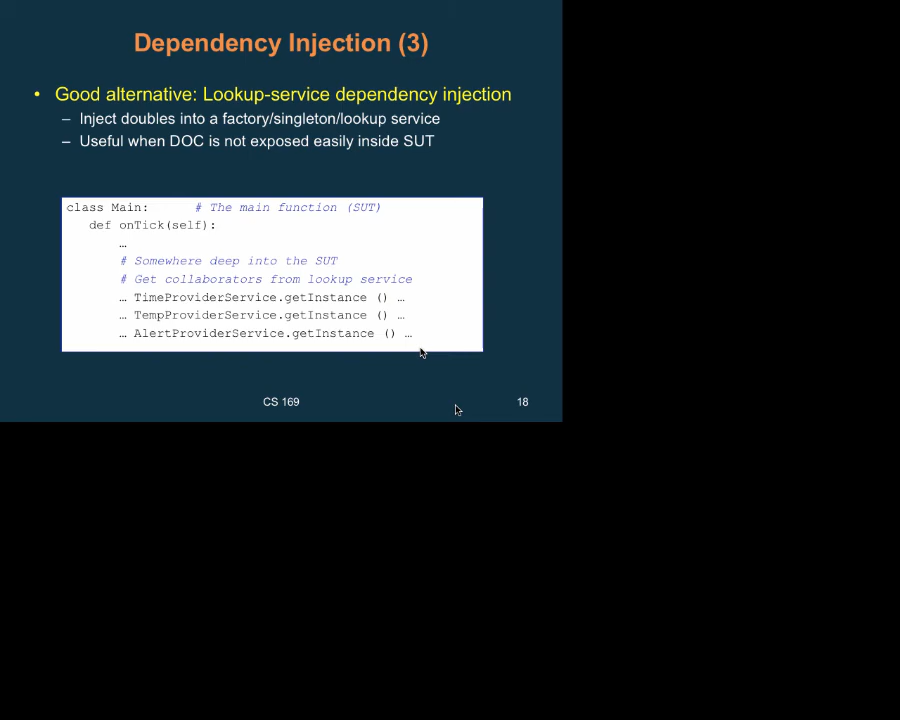 Dependency Injection (3)
• Good alternative: Lookup-service dependency injection
– Inject doubles into a factory/singleton/lookup service
– Useful when DOC is not exposed easily inside SUT
class Main: # The main function (SUT)
def onTick(self):
…
# Somewhere deep into the SUT
# Get collaborators from lookup service
… TimeProviderService.getInstance () …
… TempProviderService.getInstance () …
… AlertProviderService.getInstance () …
CS 169
18